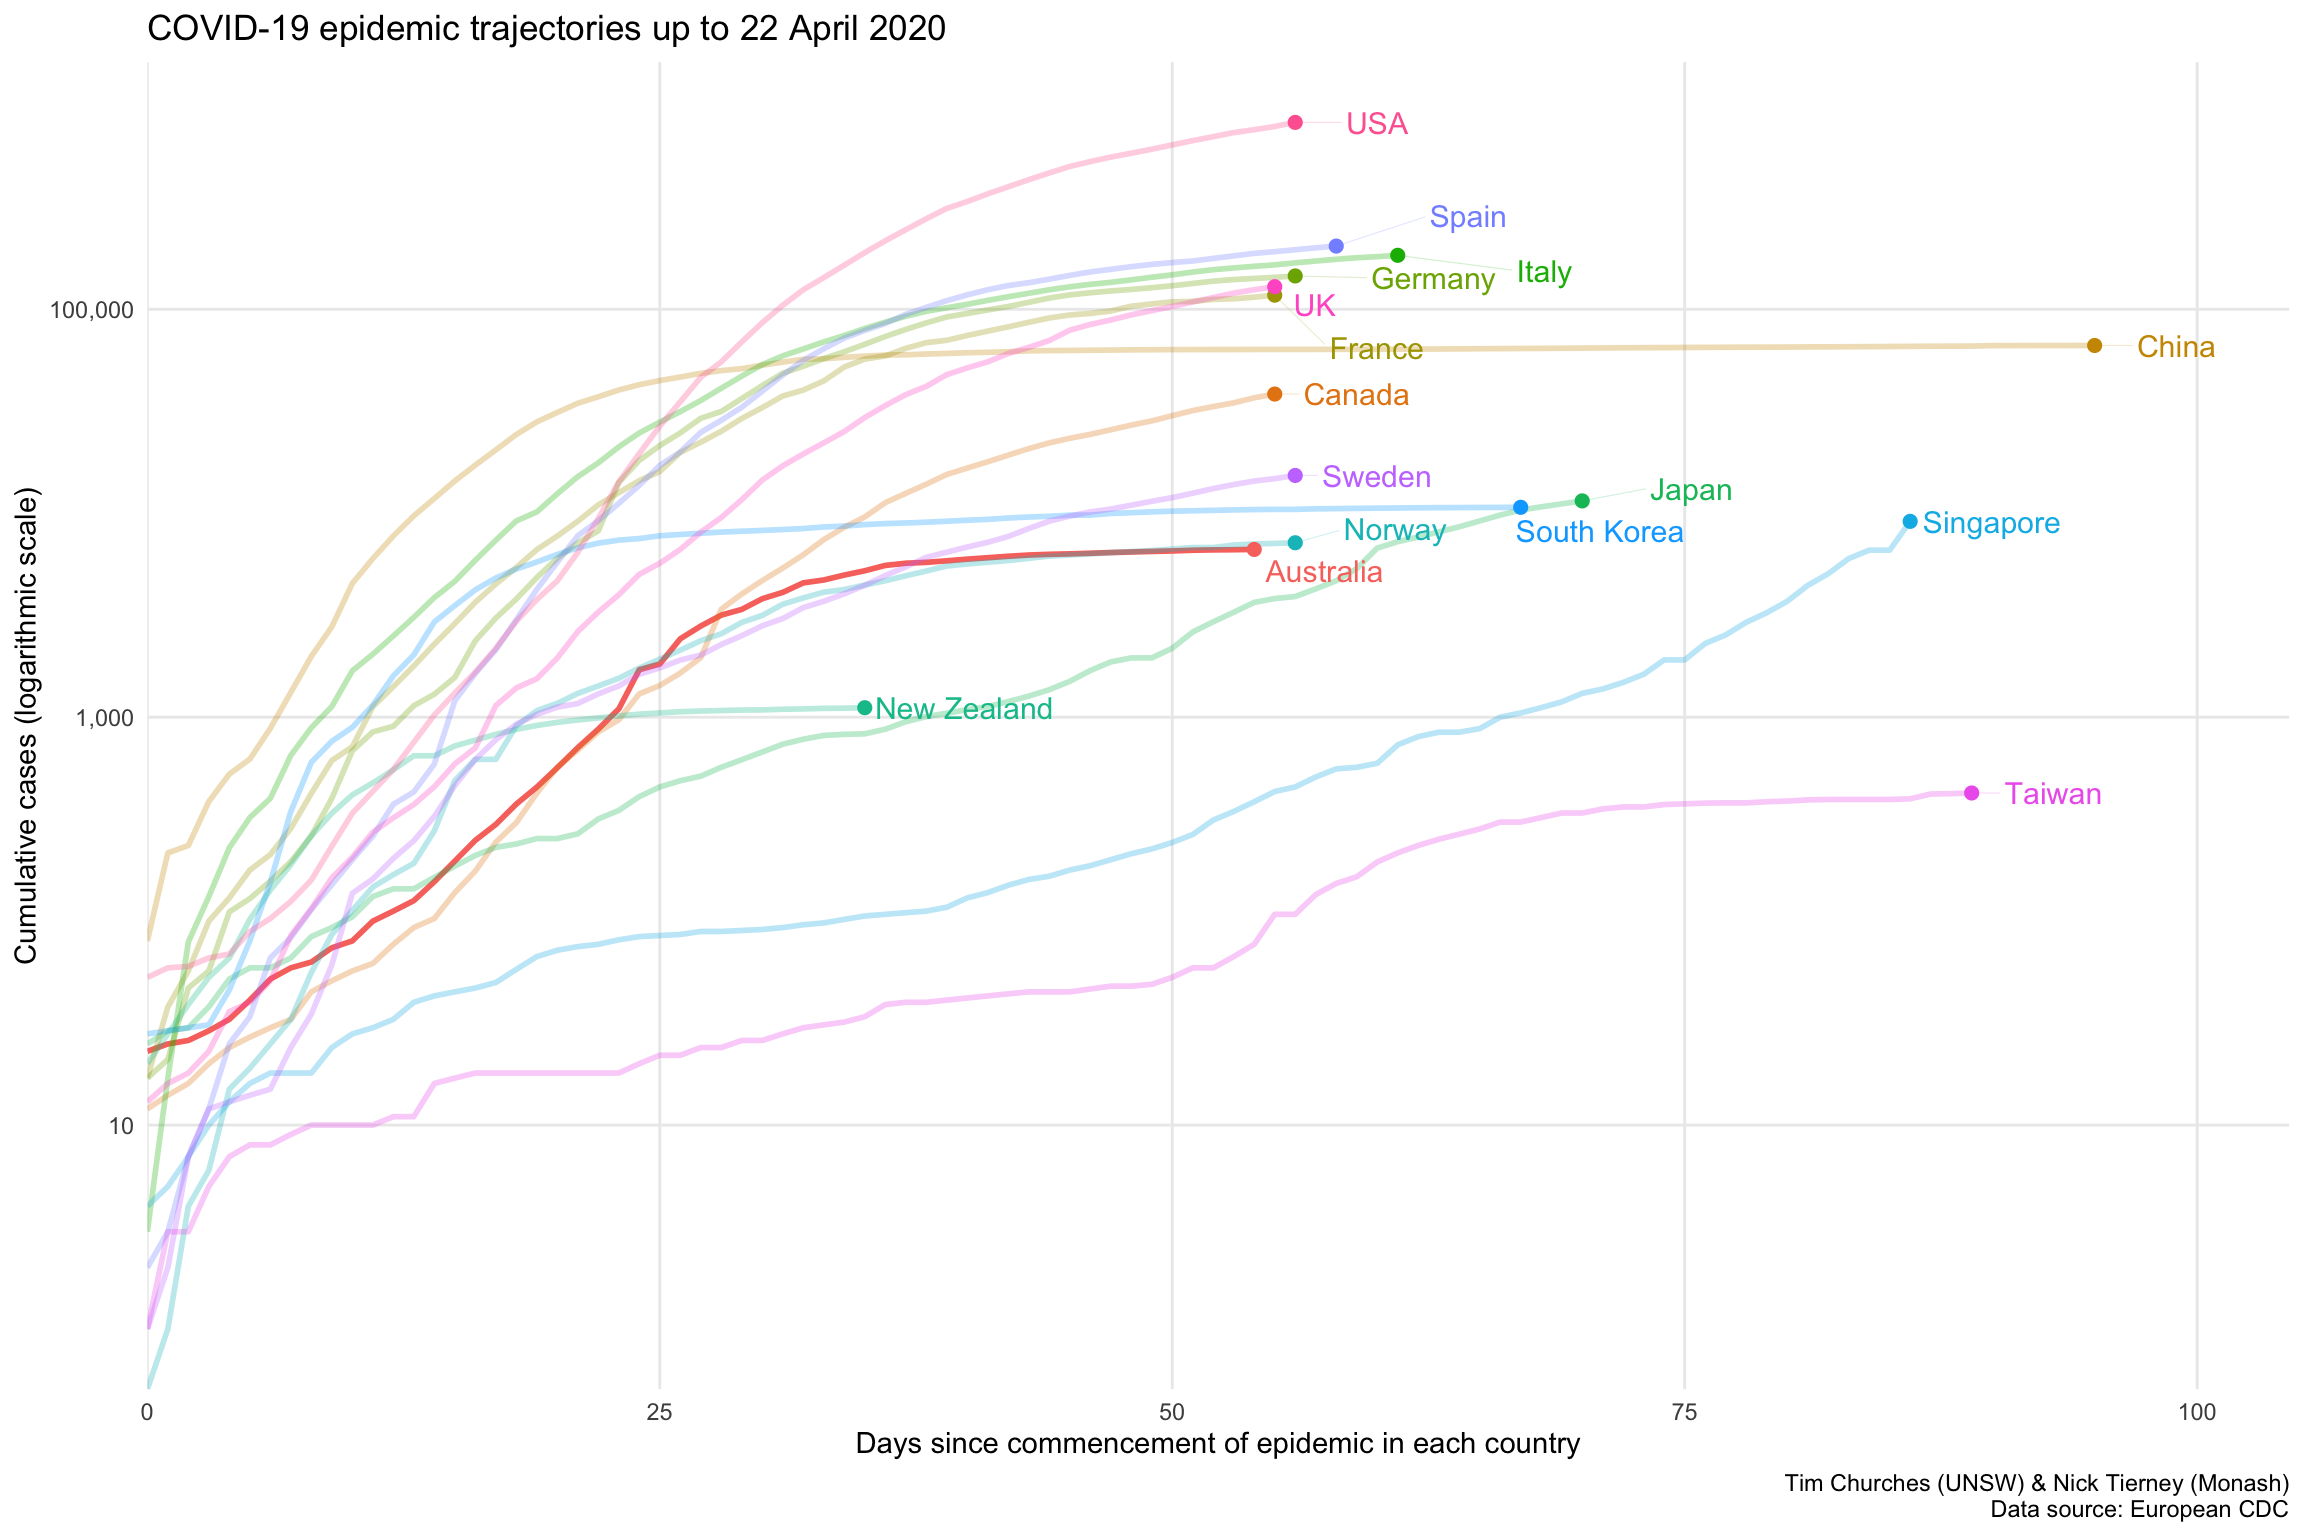 COVID-19 epidemic trajectories up to 22 April 2020
USA
Spain
Italy
Germany
100,000
UK
France
China
Canada
Sweden
Japan
Singapore
South Korea
Norway
Australia
1,000
New Zealand
Taiwan
10
Cumulative cases (logarithmic scale)
0 25 50 75 100
Days since commencement of epidemic in each country
Tim Churches (UNSW) & Nick Tierney (Monash)
Data source: European CDC